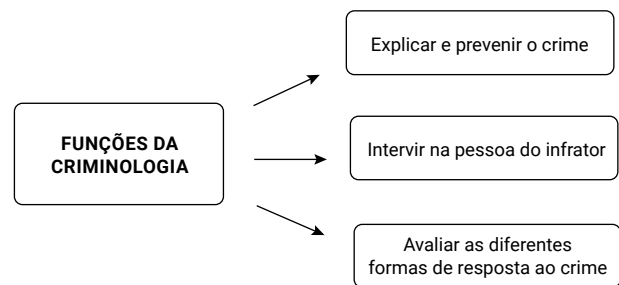 Explicar e prevenir o crime
FUNÇÕES DA
CRIMINOLOGIA
Intervir na pessoa do infrator
Avaliar as diferentes
formas de resposta ao crime